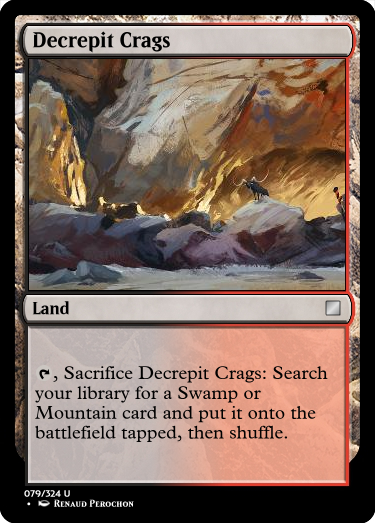 Decrepit Crags
Land
, Sacrifice Decrepit Crags: Search
your library for a Swamp or
Mountain card and put it onto the
battlefield tapped, then shuffle.
079/324 U
• Renaud Perochon